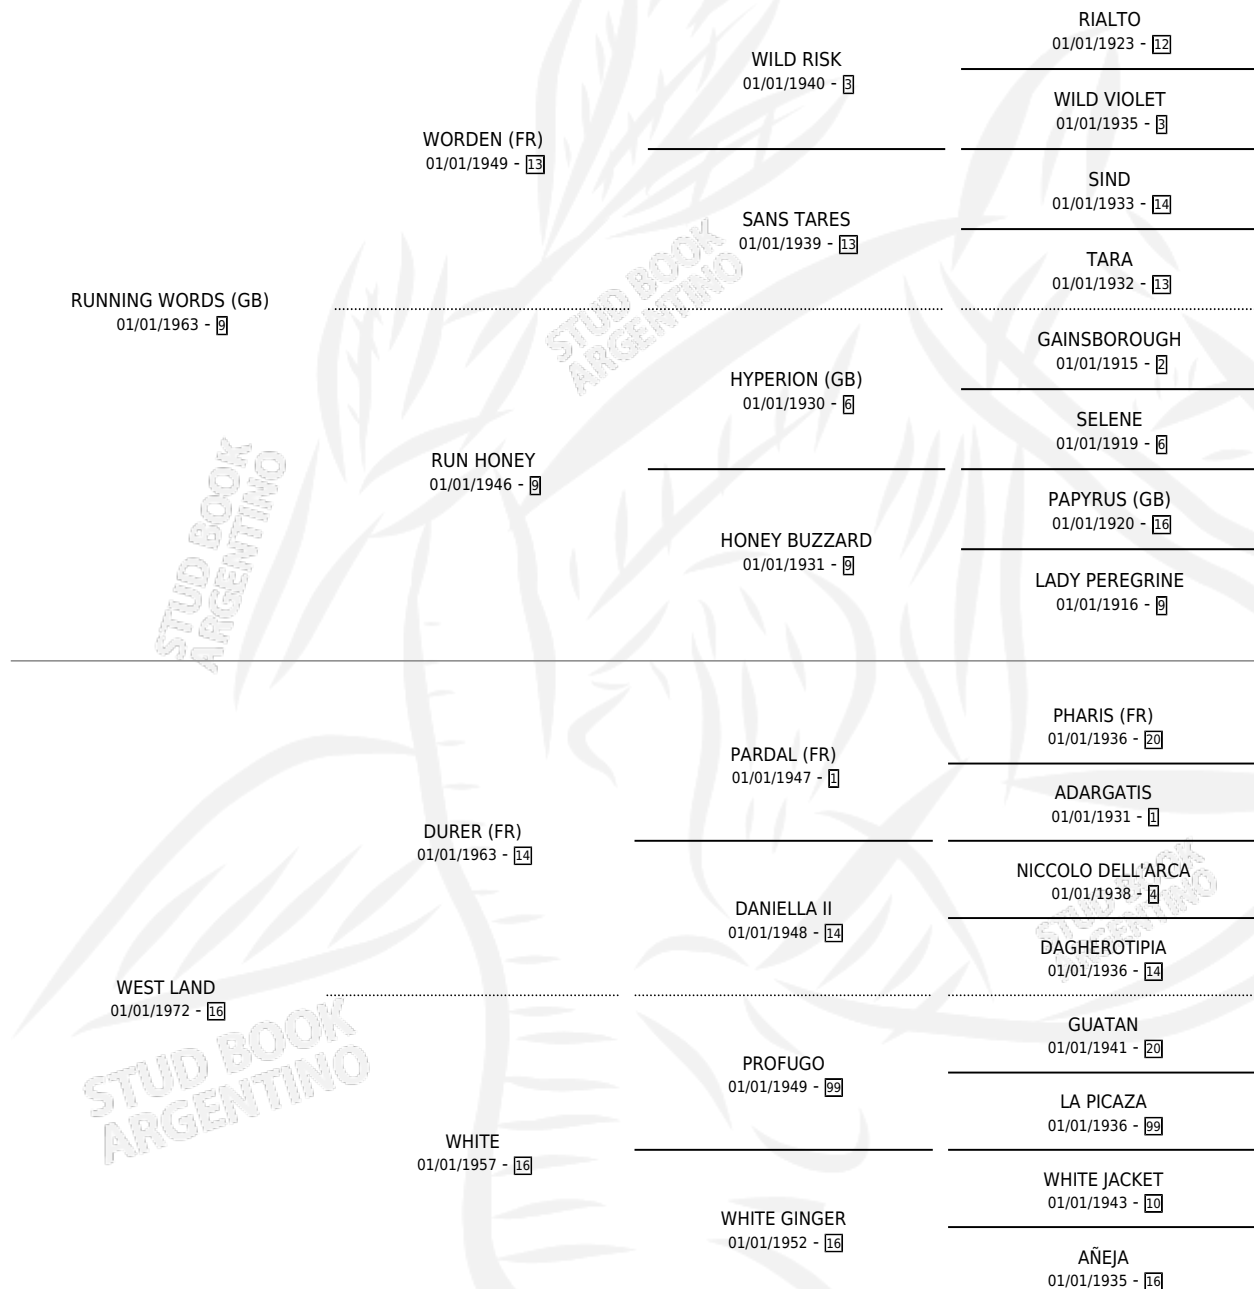 RIALTO
01/01/1923 - 12
WILD RISK
01/01/1940 - 3
WILD VIOLET
01/01/1935 - 3
WORDEN (FR)
01/01/1949 - 13
SIND
01/01/1933 - 14
SANS TARES
01/01/1939 - 13
TARA
01/01/1932 - 13
RUNNING WORDS (GB)
01/01/1963 - 9
STUD BOOK
ARGENTINO
GAINSBOROUGH
01/01/1915 - 2
HYPERION (GB)
01/01/1930 - 6
SELENE
01/01/1919 - 6
RUN HONEY
01/01/1946 - 9
PAPYRUS (GB)
01/01/1920 - 16
HONEY BUZZARD
01/01/1931 - 9
LADY PEREGRINE
01/01/1916 - 9
STUD BOOK
ARGENTINO
PHARIS (FR)
01/01/1936 - 20
PARDAL (FR)
01/01/1947 - 1
ADARGATIS
01/01/1931 - 1
DURER (FR)
01/01/1963 - 14
NICCOLO DELL'ARCA
01/01/1938 - 4
STUD BOOK
ARGENTINO
DANIELLA II
01/01/1948 - 14
DAGHEROTIPIA
01/01/1936 - 14
WEST LAND
01/01/1972 - 16
STUD BOOK
ARGENTINO
GUATAN
01/01/1941 - 20
PROFUGO
01/01/1949 - 99
LA PICAZA
01/01/1936 - 99
WHITE
01/01/1957 - 16
WHITE JACKET
01/01/1943 - 10
WHITE GINGER
01/01/1952 - 16
AÑEJA
01/01/1935 - 16